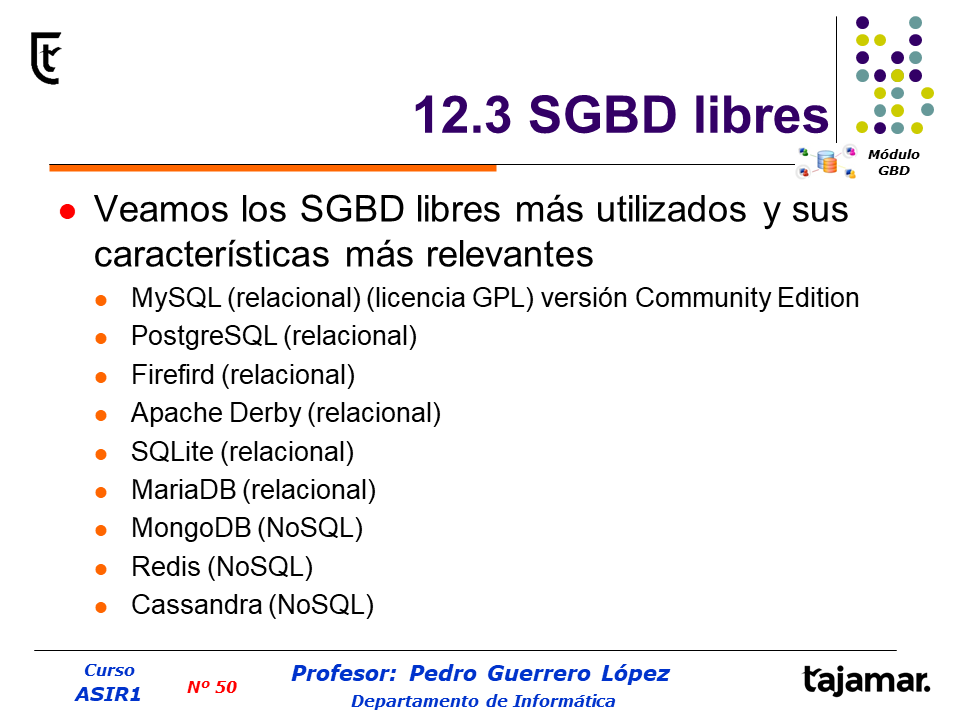 12.3 SGBD libres
Módulo
GBD
Veamos los SGBD libres más utilizados y sus
características más relevantes
MySQL (relacional) (licencia GPL) versión Community Edition
PostgreSQL (relacional)
Firefird (relacional)
Apache Derby (relacional)
SQLite (relacional)
MariaDB (relacional)
MongoDB (NoSQL)
Redis (NoSQL)
Cassandra (NoSQL)
Curso
ASIR1
Nº 50
Profesor: Pedro Guerrero López
Departamento de Informática
tajamar.